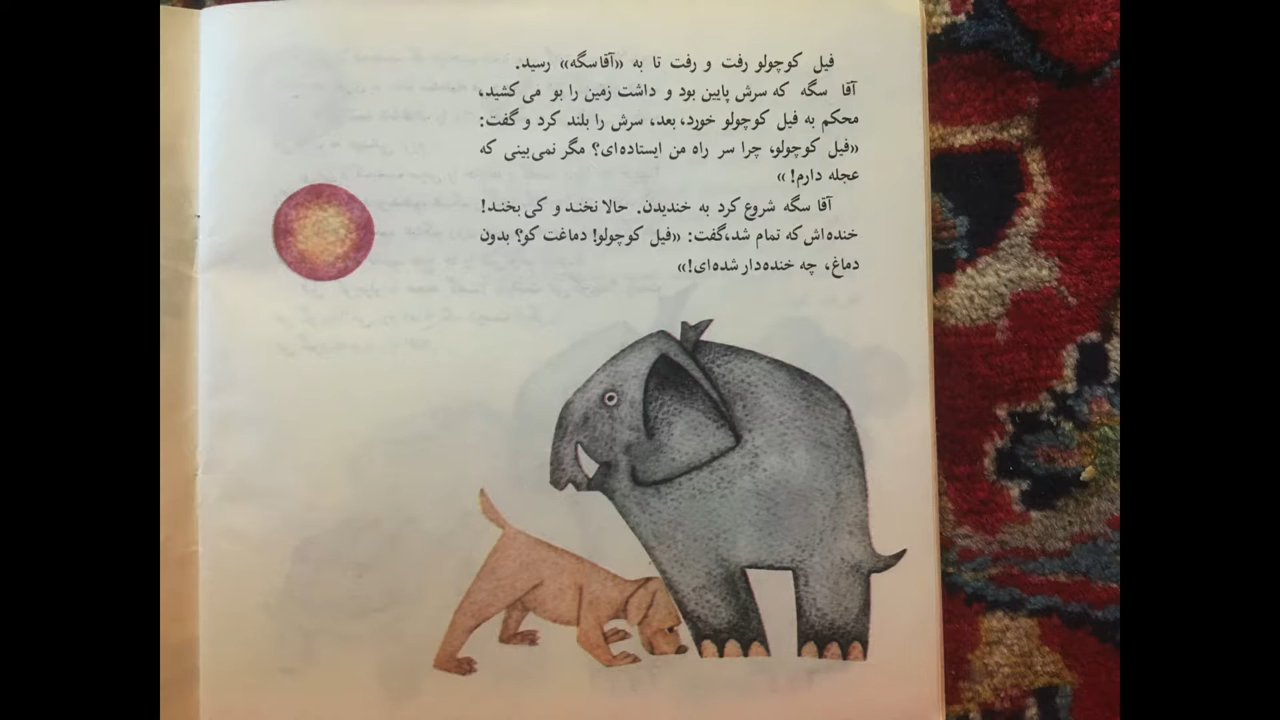 فیل کوچولو رفت و رفت تا به «آقاسگه» رسید.
آقا سگه که سرش پایین بود و داشت زمین را بو می‌کشید،
محکم به فیل کوچولو خورد، بعد، سرش را بلند کرد و گفت:
«فیل کوچولو، چرا سر راه من ایستاده‌ای؟ مگر نمی‌بینی که
عجله دارم!»
آقا سگه شروع کرد به خندیدن. حالا نخند و کی بخند!
خنده‌اش که تمام شد،گفت: «فیل کوچولو! دماغت کو؟ بدون
دماغ، چه خنده‌دار شده‌ای!»